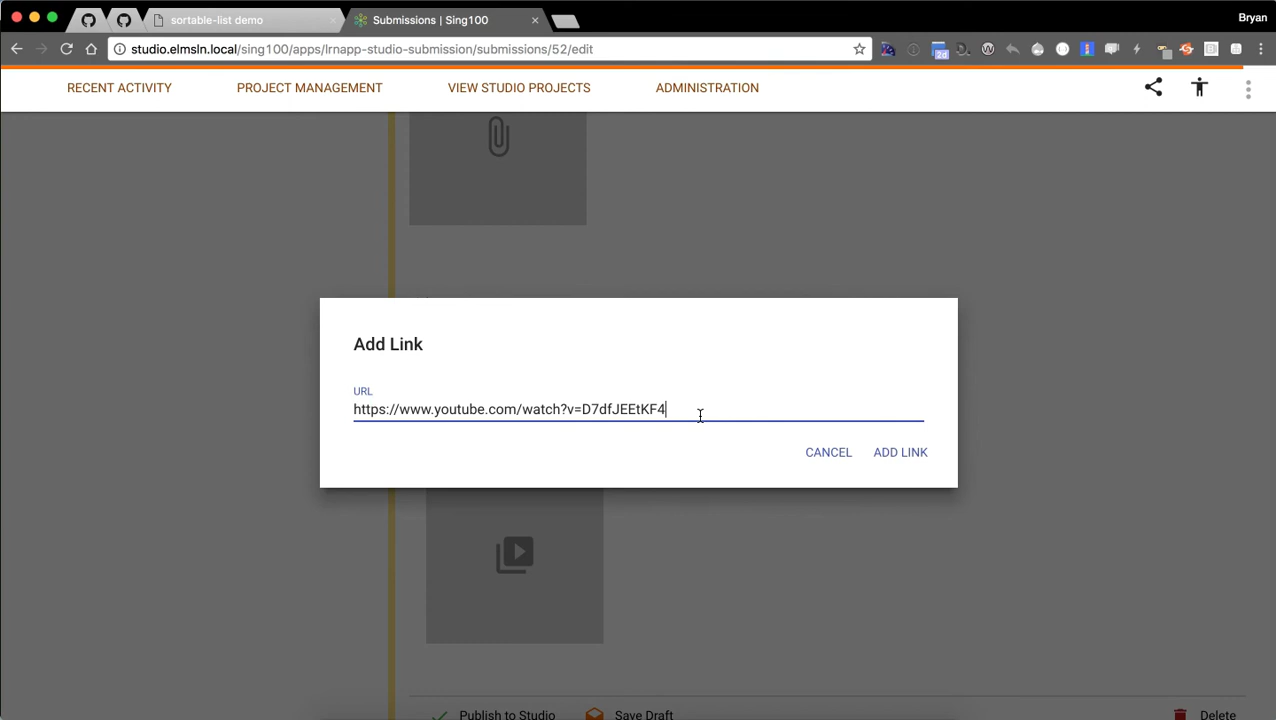 sortable-list demo
Submissions | Sing100
Bryan
studio.elmsln.local/sing100/apps/lrnapp-studio-submission/submissions/52/edit
2d
RECENT ACTIVITY
PROJECT MANAGEMENT
VIEW STUDIO PROJECTS
ADMINISTRATION
Add Link
URL
https://www.youtube.com/watch?v=D7dfJEEtKF4
CANCEL
ADD LINK
Publish to Studio
Save Draft
Delete